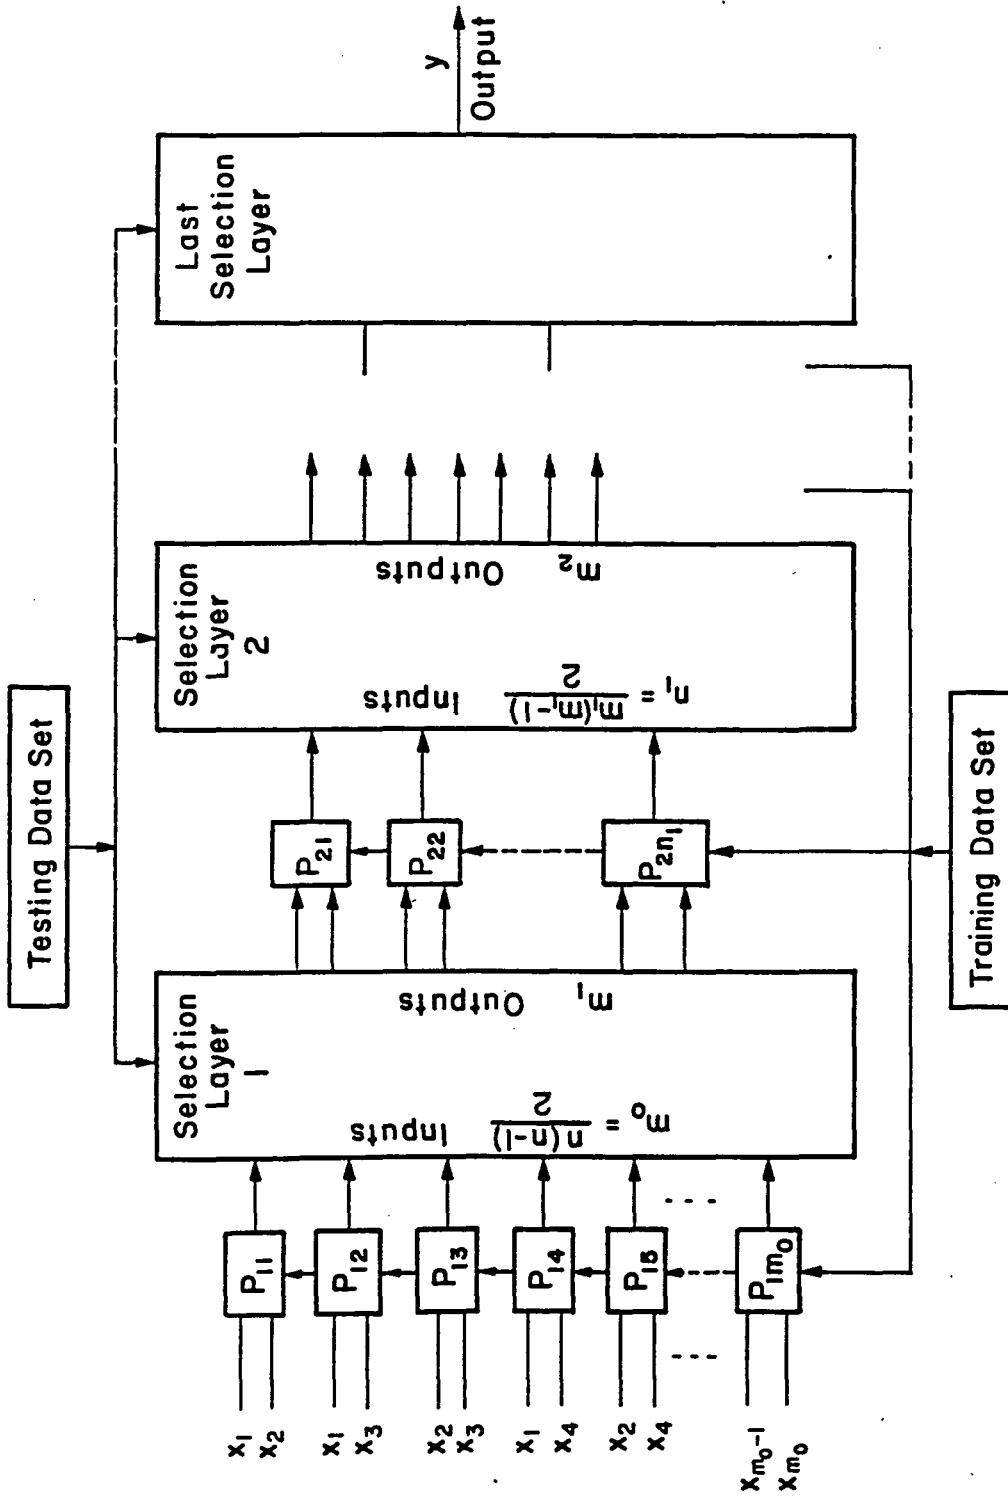 Testing Data Set
Selection
Layer
1
Inputs
m₀ = n(n-1)/2
Outputs
m₁
Selection
Layer
2
Inputs
n₁ = m₁(m₁-1)/2
Outputs
m₂
Last
Selection
Layer
y
Output
x₁
x₂
P₁₁
x₁
x₃
P₁₂
x₂
x₃
P₁₃
x₁
x₄
P₁₄
x₂
x₄
P₁₅
xₘ₀₋₁
xₘ₀
P₁ₘ₀
P₂₁
P₂₂
P₂ₙ₁
Training Data Set